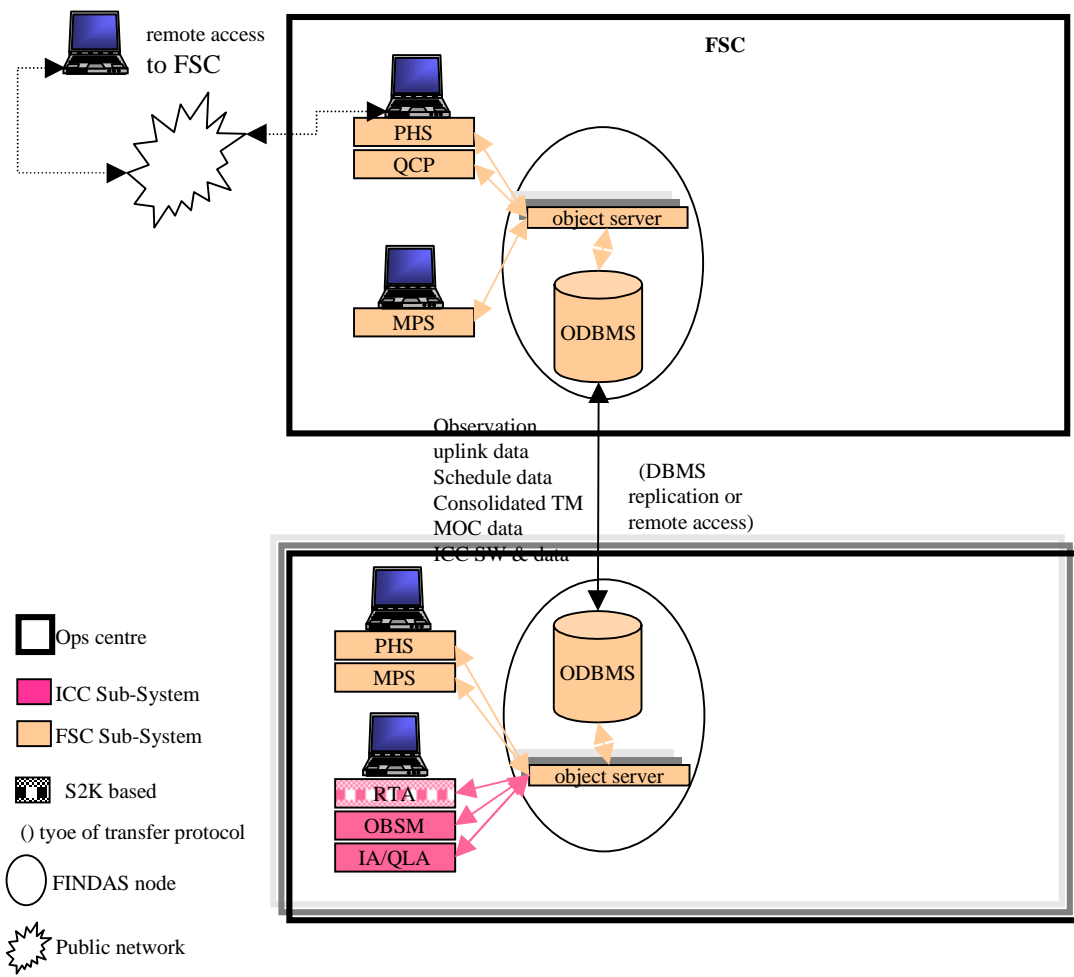 remote access
to FSC
FSC
PHS
QCP
object server
MPS
ODBMS
Observation
uplink data
Schedule data
Consolidated TM
MOC data
ICC SW & data
(DBMS
replication or
remote access)
PHS
MPS
ODBMS
object server
RTA
OBSM
IA/QLA
Ops centre
ICC Sub-System
FSC Sub-System
S2K based
() tyoe of transfer protocol
FINDAS node
Public network